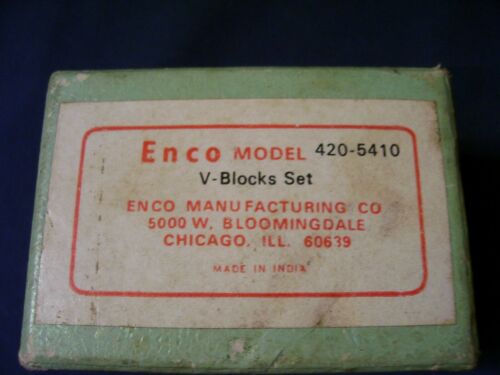 Enco MODEL 420-5410
V-Blocks Set
ENCO MANUFACTURING CO
5000 W. BLOOMINGDALE
CHICAGO, ILL. 60639
MADE IN INDIA